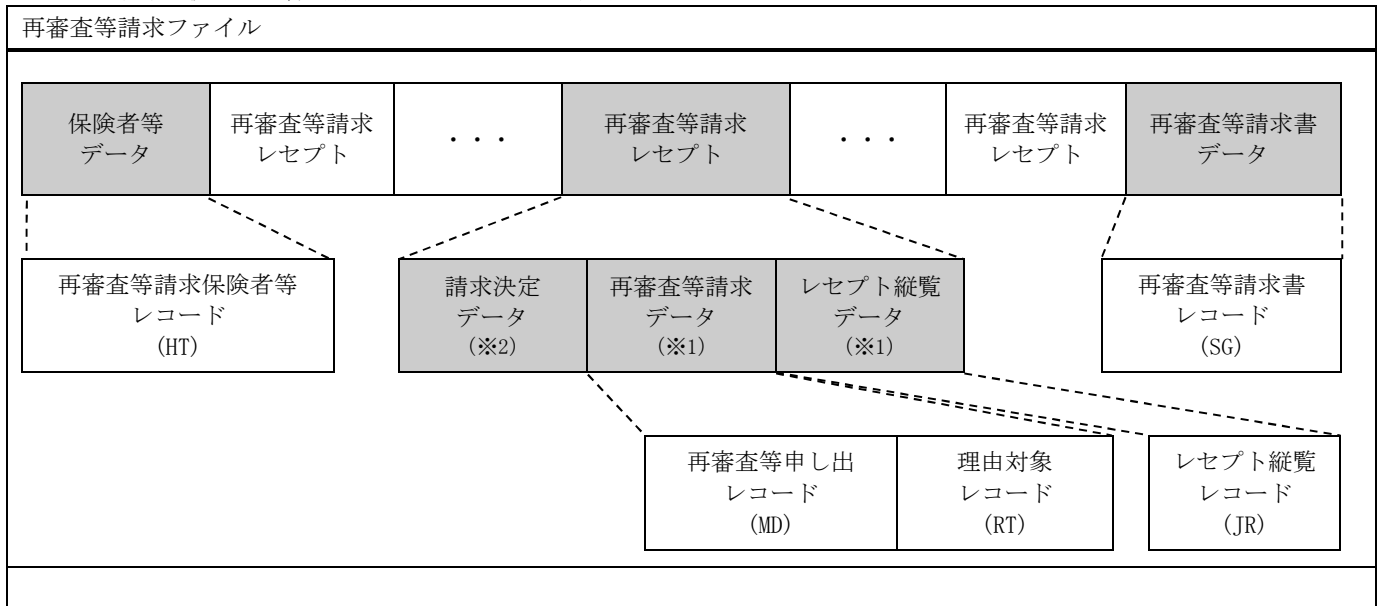 再審査等請求ファイル
保険者等
データ
再審査等請求
レセプト
・・・
再審査等請求
レセプト
・・・
再審査等請求
レセプト
再審査等請求書
データ
再審査等請求保険者等
レコード
(HT)
請求決定
データ
(※2)
再審査等請求
データ
(※1)
レセプト縦覧
データ
(※1)
再審査等請求書
レコード
(SG)
再審査等申し出
レコード
(MD)
理由対象
レコード
(RT)
レセプト縦覧
レコード
(JR)